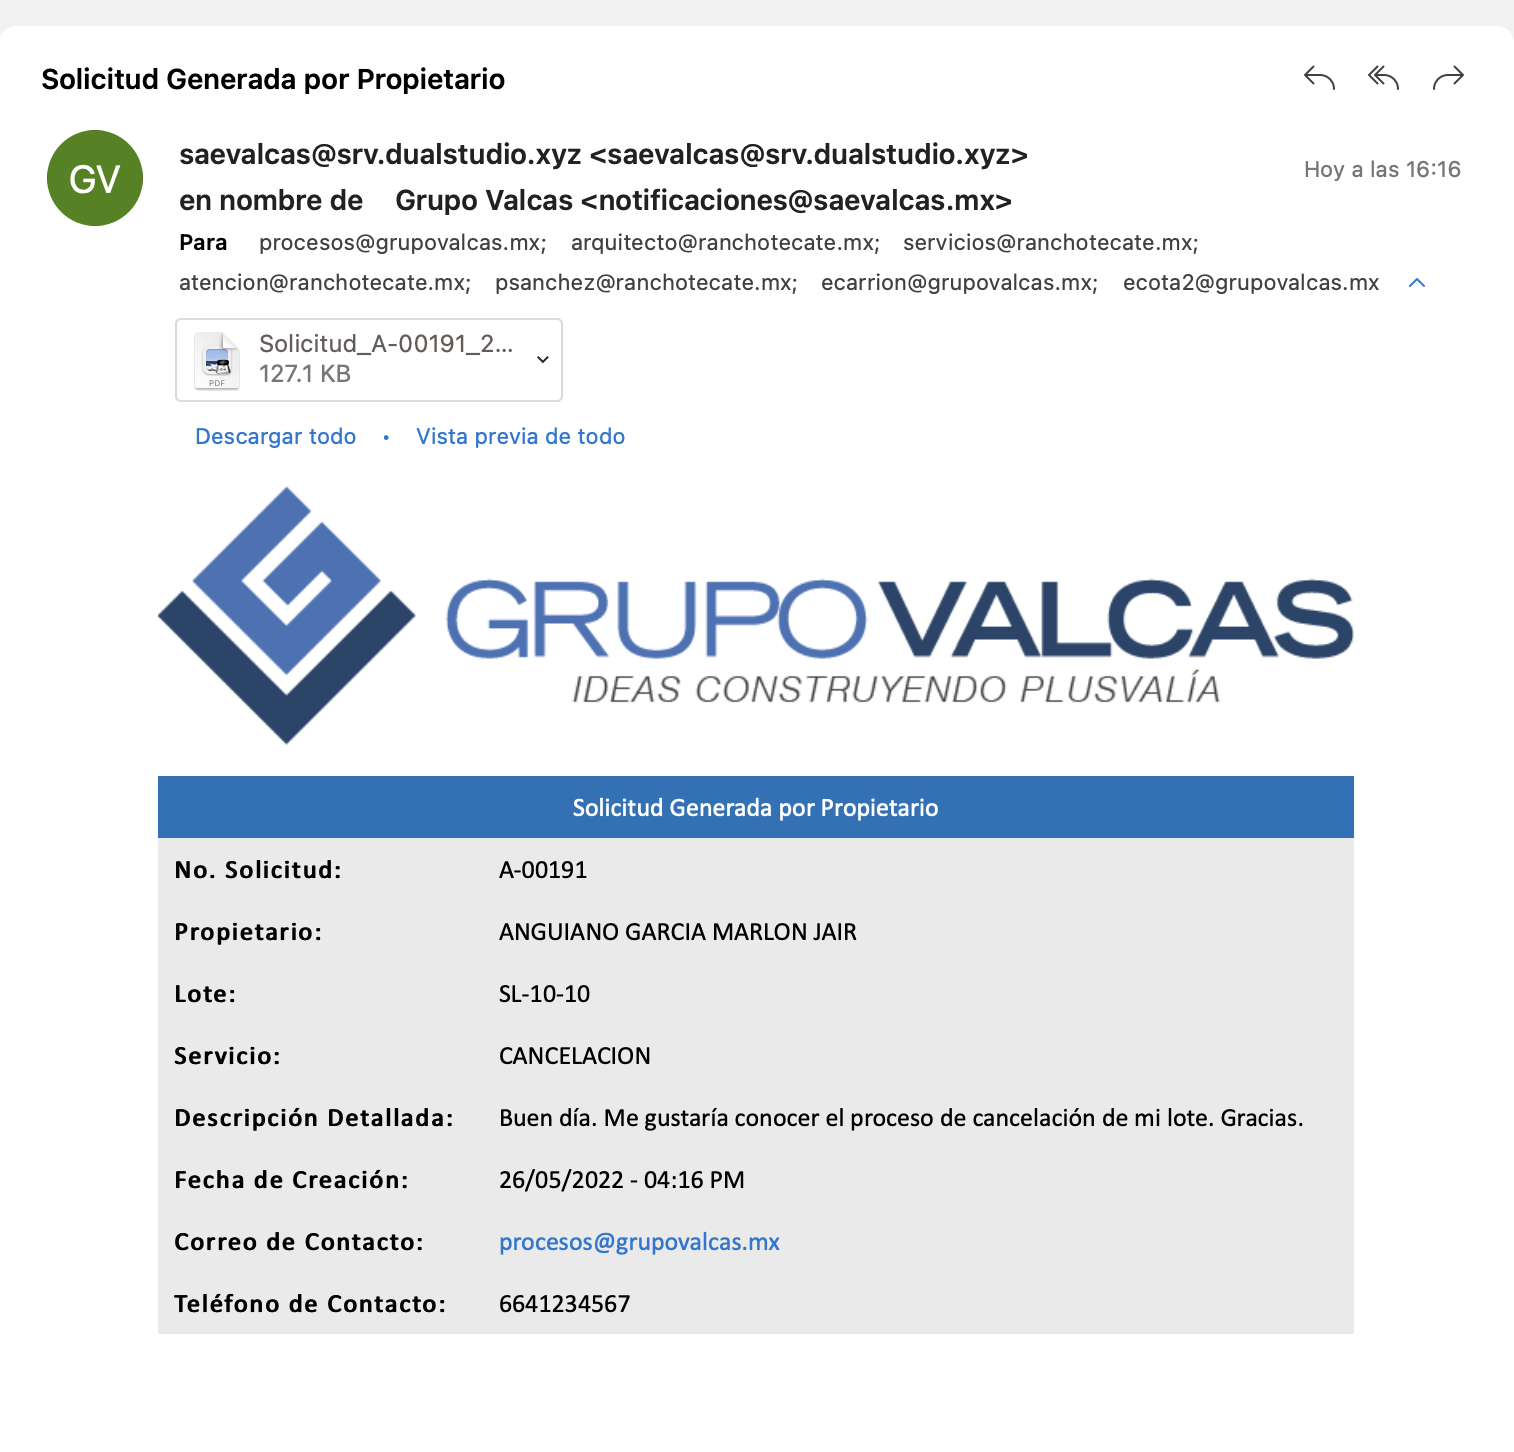 Solicitud Generada por Propietario
GV
saevalcas@srv.dualstudio.xyz <saevalcas@srv.dualstudio.xyz>
en nombre de Grupo Valcas <notificaciones@saevalcas.mx>
Hoy a las 16:16
Para procesos@grupovalcas.mx; arquitecto@ranchotecate.mx; servicios@ranchotecate.mx;
atencion@ranchotecate.mx; psanchez@ranchotecate.mx; ecarrion@grupovalcas.mx; ecota2@grupovalcas.mx
Solicitud_A-00191_2...
127.1 KB
PDF
Descargar todo • Vista previa de todo
GRUPO VALCAS
IDEAS CONSTRUYENDO PLUSVALÍA
Solicitud Generada por Propietario
No. Solicitud: A-00191
Propietario: ANGUIANO GARCIA MARLON JAIR
Lote: SL-10-10
Servicio: CANCELACION
Descripción Detallada: Buen día. Me gustaría conocer el proceso de cancelación de mi lote. Gracias.
Fecha de Creación: 26/05/2022 - 04:16 PM
Correo de Contacto: procesos@grupovalcas.mx
Teléfono de Contacto: 6641234567